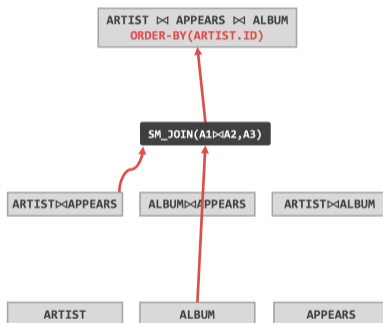 ARTIST ⋈ APPEARS ⋈ ALBUM
ORDER-BY(ARTIST.ID)
SM_JOIN(A1⋈A2,A3)
ARTIST⋈APPEARS
ALBUM⋈APPEARS
ARTIST⋈ALBUM
ARTIST
ALBUM
APPEARS